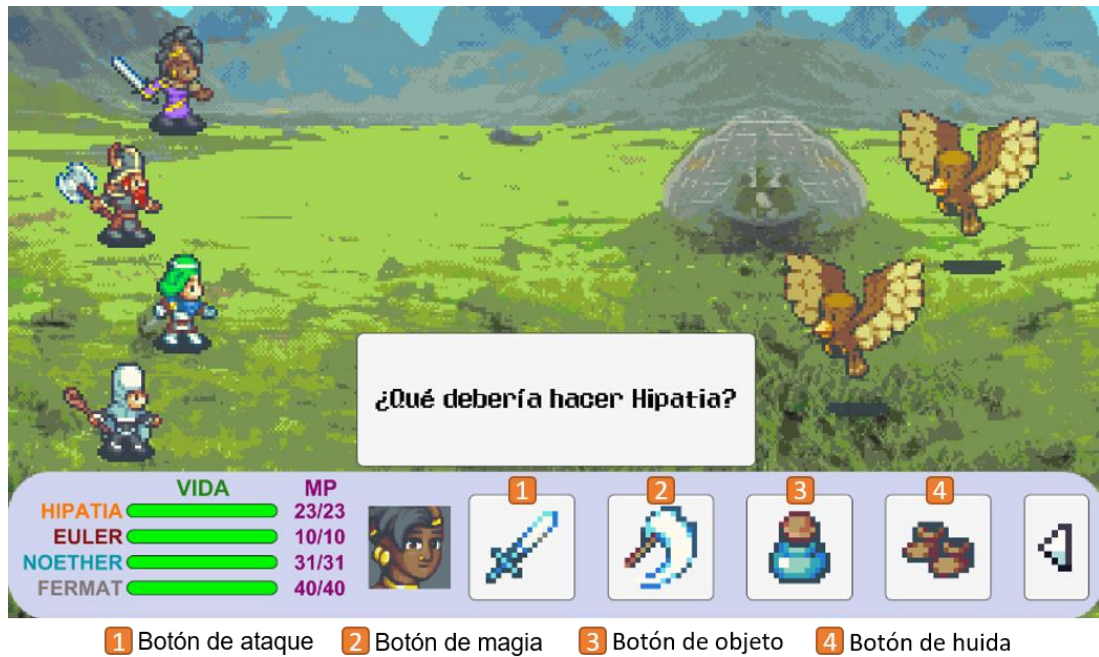 ¿Qué debería hacer Hipatia?
VIDA MP
HIPATIA 23/23
EULER 10/10
NOETHER 31/31
FERMAT 40/40
1 2 3 4
1 Botón de ataque 2 Botón de magia 3 Botón de objeto 4 Botón de huida